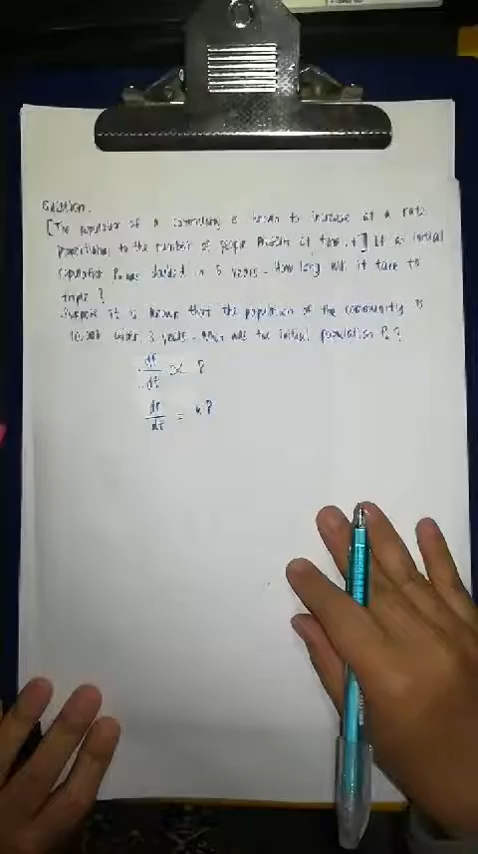 Solution.
[The population of a community is known to increase at a rate
proportional to the number of people present at time t] If an initial
population P₀ was doubled in 5 years. How long will it take to
triple ?
Suppose it is known that the population of the community is
after 3 years. What was the initial population P₀ ?
dP/dt ∝ P
dP/dt = kP